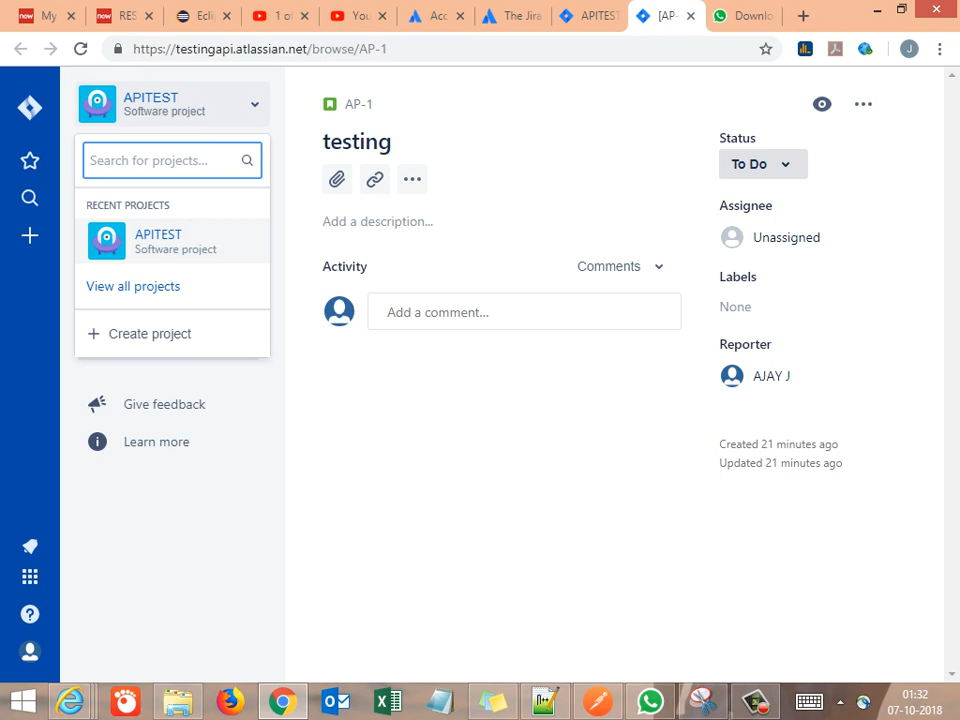 My
RES
Ecli
1 of
You
Acc
The Jira
APITEST
[AP-
Downlo
https://testingapi.atlassian.net/browse/AP-1
J
APITEST
Software project
Search for projects...
RECENT PROJECTS
APITEST
Software project
View all projects
Create project
Give feedback
Learn more
AP-1
testing
Add a description...
Activity
Comments
Add a comment...
Status
To Do
Assignee
Unassigned
Labels
None
Reporter
AJAY J
Created 21 minutes ago
Updated 21 minutes ago
01:32
07-10-2018